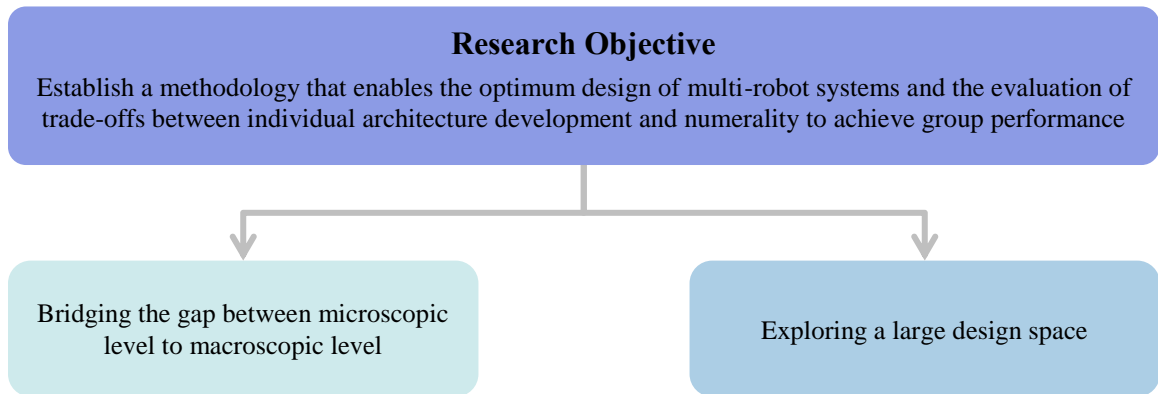 Research Objective
Establish a methodology that enables the optimum design of multi-robot systems and the evaluation of
trade-offs between individual architecture development and numerality to achieve group performance
Bridging the gap between microscopic
level to macroscopic level
Exploring a large design space